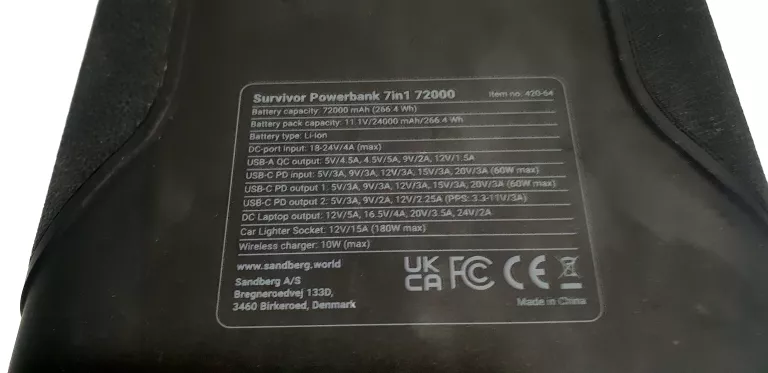 Survivor Powerbank 7in1 72000 Item no. 420-64
Battery capacity: 72000 mAh (266.4 Wh)
Battery pack capacity: 11.1V/24000 mAh/266.4 Wh
Battery type: Li-ion
DC-port input: 18-24V/4A (max)
USB-A QC output: 5V/4.5A, 4.5V/5A, 9V/2A, 12V/1.5A
USB-C PD input: 5V/3A, 9V/3A, 12V/3A, 15V/3A, 20V/3A (60W max)
USB-C PD output 1: 5V/3A, 9V/3A, 12V/3A, 15V/3A, 20V/3A (60W max)
USB-C PD output 2: 5V/3A, 9V/2A, 12V/2.25A (PPS: 3.3-11V/3A)
DC Laptop output: 12V/5A, 16.5V/4A, 20V/3.5A, 24V/2A
Car Lighter Socket: 12V/15A (180W max)
Wireless charger: 10W (max)
www.sandberg.world
Sandberg A/S
Bregneroedvej 133D,
3460 Birkeroed, Denmark
UK
CA
FC CE
Made in China